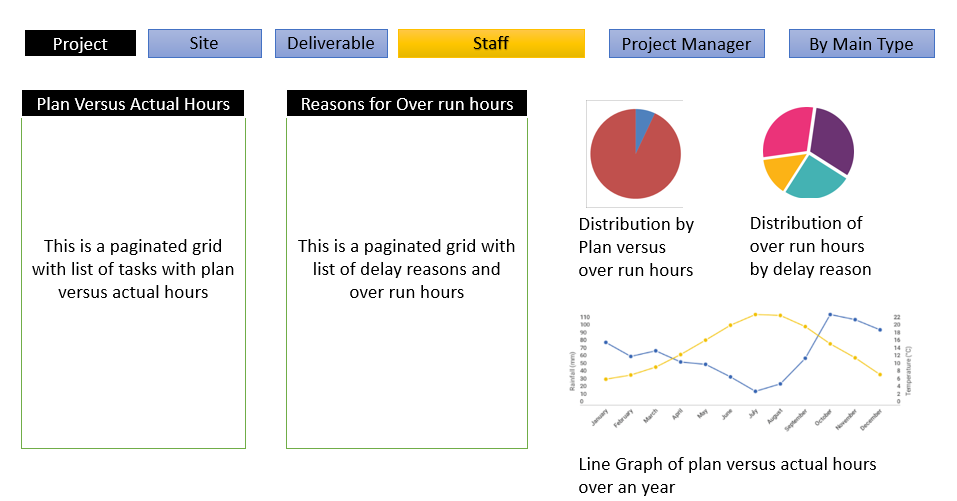 Project
Site
Deliverable
Staff
Project Manager
By Main Type
Plan Versus Actual Hours
This is a paginated grid
with list of tasks with plan
versus actual hours
Reasons for Over run hours
This is a paginated grid with
list of delay reasons and
over run hours
Distribution by
Plan versus
over run hours
Distribution of
over run hours
by delay reason
110
100
90
80
70
60
50
40
30
20
10
0
Rainfall (mm)
22
20
18
16
14
12
10
8
6
4
2
0
Temperature (°C)
January
February
March
April
May
June
July
August
September
October
November
December
Line Graph of plan versus actual hours
over an year